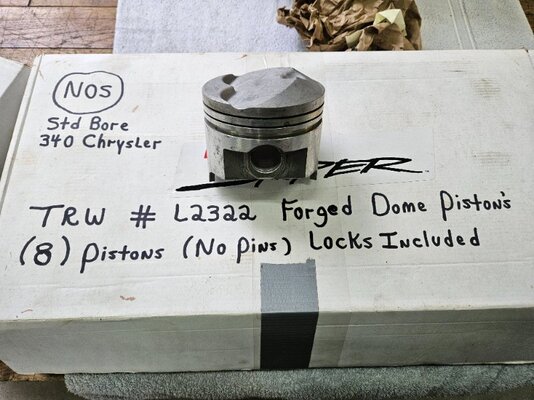 NOS
Std Bore
340 Chrysler
TRW # L2322 Forged Dome Piston's
(8) Pistons (No Pins) Locks Included